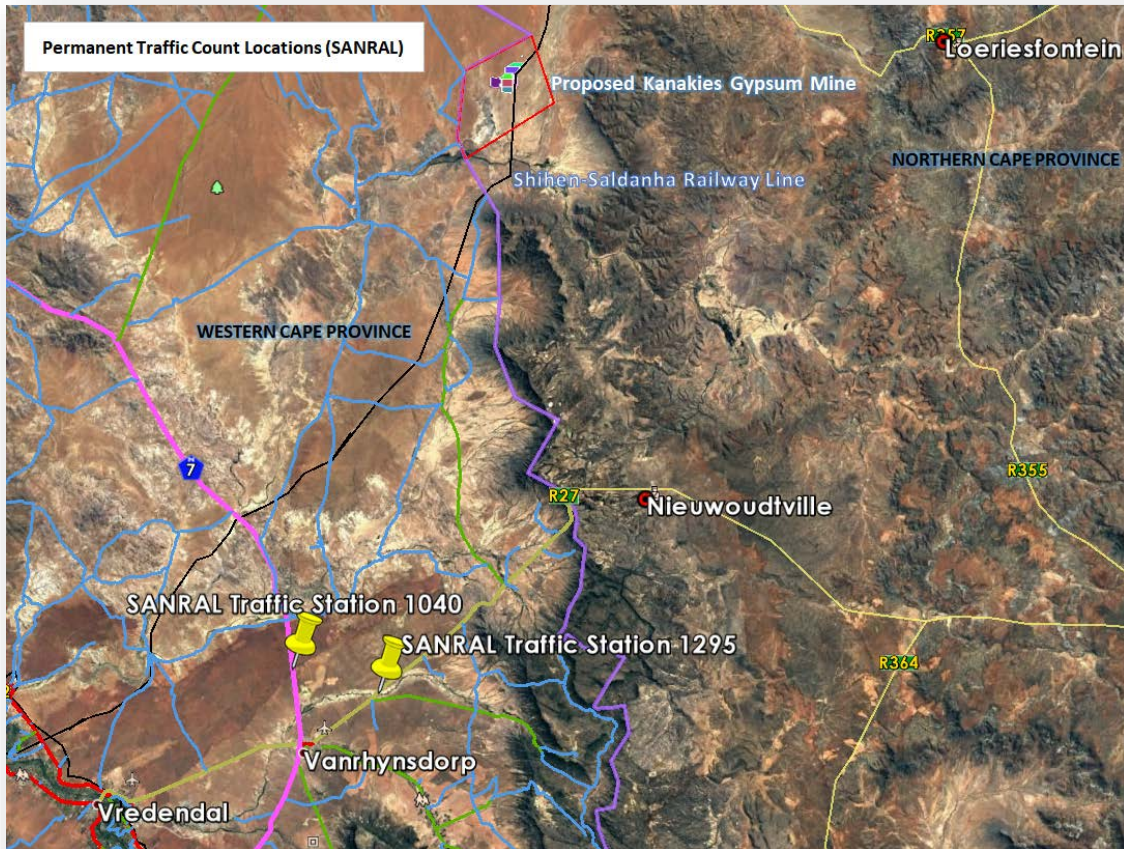 Permanent Traffic Count Locations (SANRAL)
R357
Loeriesfontein
Proposed Kanakies Gypsum Mine
NORTHERN CAPE PROVINCE
Shihen-Saldanha Railway Line
WESTERN CAPE PROVINCE
7
R355
R27
Nieuwoudtville
SANRAL Traffic Station 1040
SANRAL Traffic Station 1295
R364
Vanrhynsdorp
Vredendal